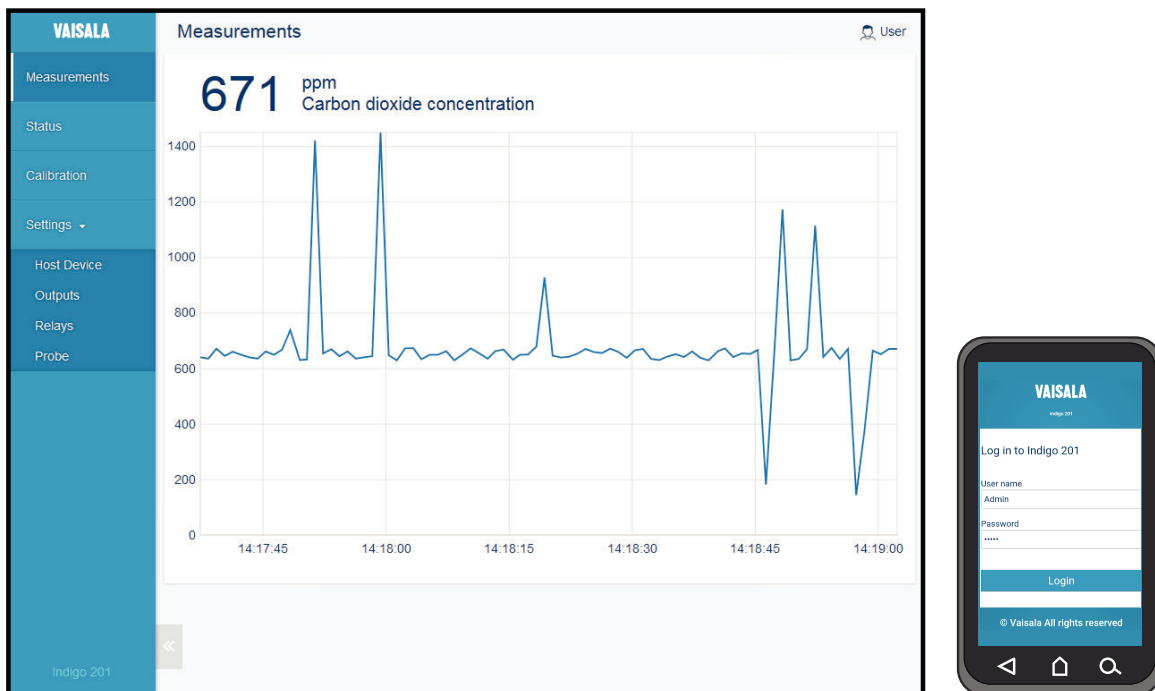 VAISALA
Measurements
User
Measurements
Status
Calibration
Settings
Host Device
Outputs
Relays
Probe
Indigo 201
671
ppm
Carbon dioxide concentration
1400
1200
1000
800
600
400
200
0
14:17:45 14:18:00 14:18:15 14:18:30 14:18:45 14:19:00
VAISALA
Indigo 201
Log in to Indigo 201
User name
Admin
Password
•••••
Login
© Vaisala All rights reserved